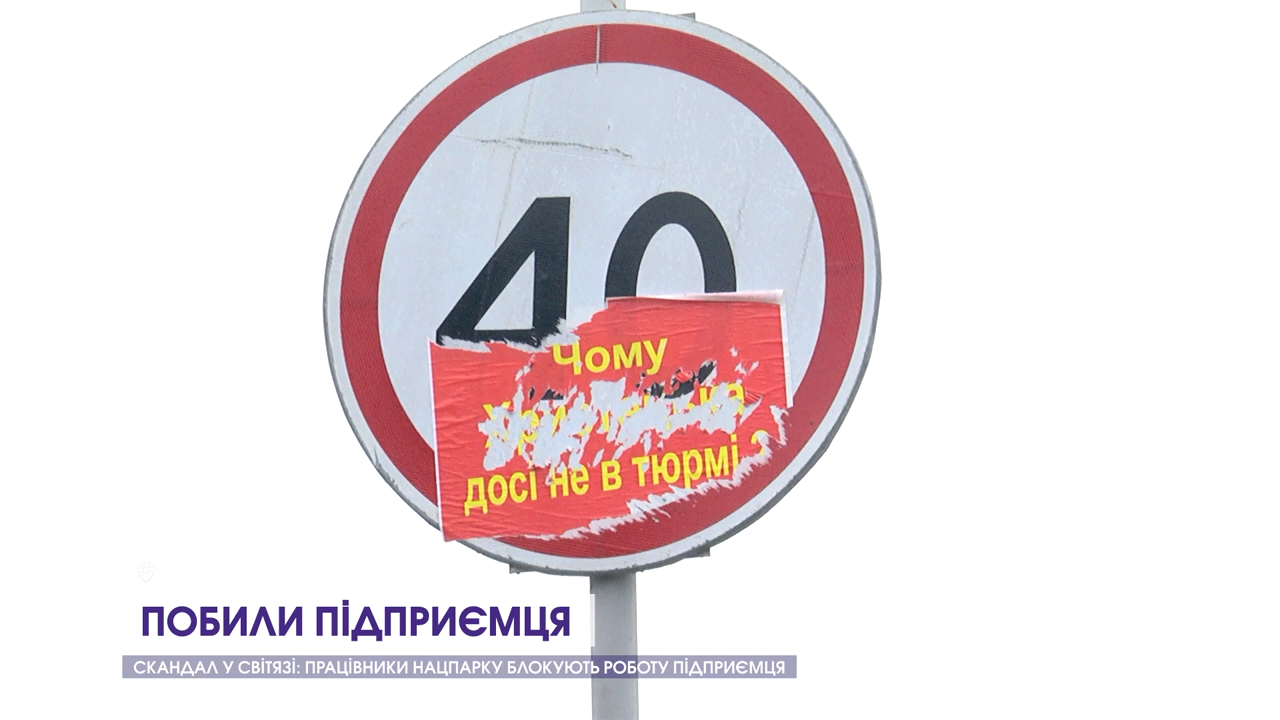 40
Чому
досі не в тюрмі ?
ПОБИЛИ ПІДПРИЄМЦЯ
СКАНДАЛ У СВІТЯЗІ: ПРАЦІВНИКИ НАЦПАРКУ БЛОКУЮТЬ РОБОТУ ПІДПРИЄМЦЯ